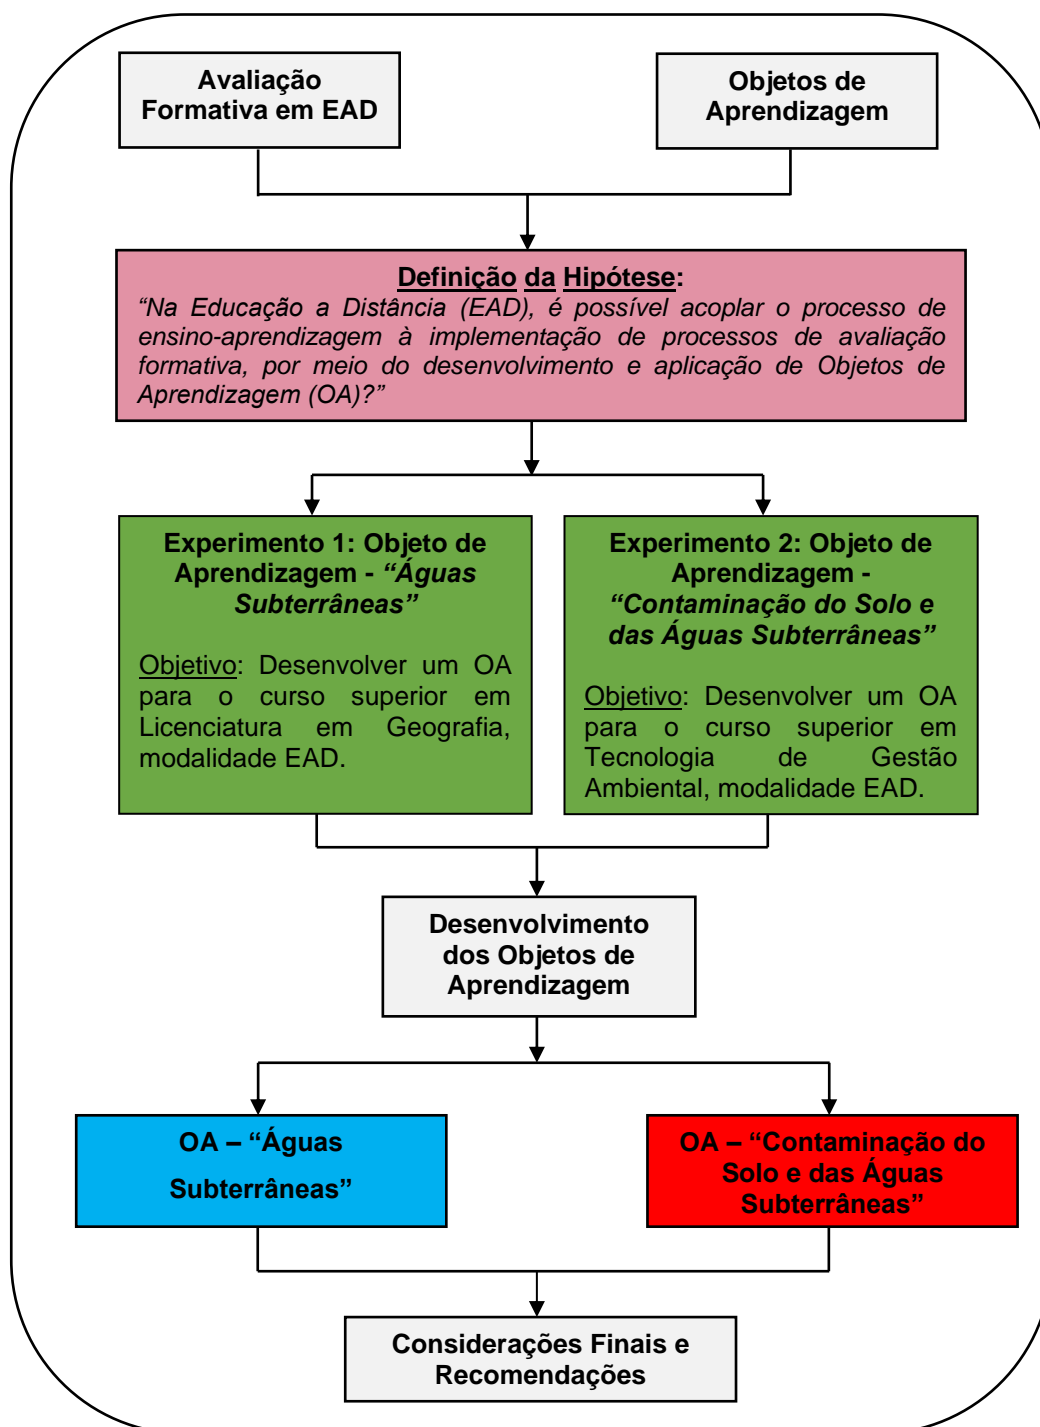 Avaliação
Formativa em EAD
Objetos de
Aprendizagem
Definição da Hipótese:
“Na Educação a Distância (EAD), é possível acoplar o processo de
ensino-aprendizagem à implementação de processos de avaliação
formativa, por meio do desenvolvimento e aplicação de Objetos de
Aprendizagem (OA)?”
Experimento 1: Objeto de
Aprendizagem - “Águas
Subterrâneas”
Objetivo: Desenvolver um OA
para o curso superior em
Licenciatura em Geografia,
modalidade EAD.
Experimento 2: Objeto de
Aprendizagem -
“Contaminação do Solo e
das Águas Subterrâneas”
Objetivo: Desenvolver um OA
para o curso superior em
Tecnologia de Gestão
Ambiental, modalidade EAD.
Desenvolvimento
dos Objetos de
Aprendizagem
OA – “Águas
Subterrâneas”
OA – “Contaminação do
Solo e das Águas
Subterrâneas”
Considerações Finais e
Recomendações